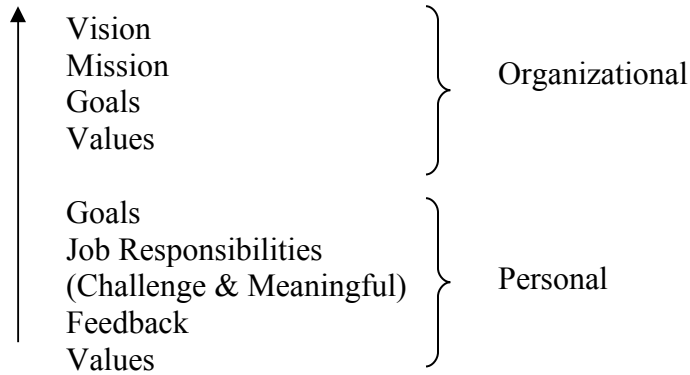 Vision
Mission
Goals
Values
Organizational
Goals
Job Responsibilities
(Challenge & Meaningful)
Feedback
Values
Personal